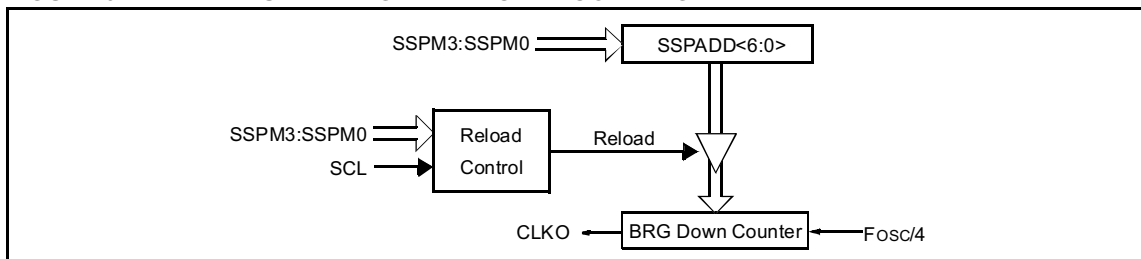 SSPM3:SSPM0
SSPADD<6:0>
SSPM3:SSPM0
SCL
Reload
Control
Reload
CLKO
BRG Down Counter
FOSC/4